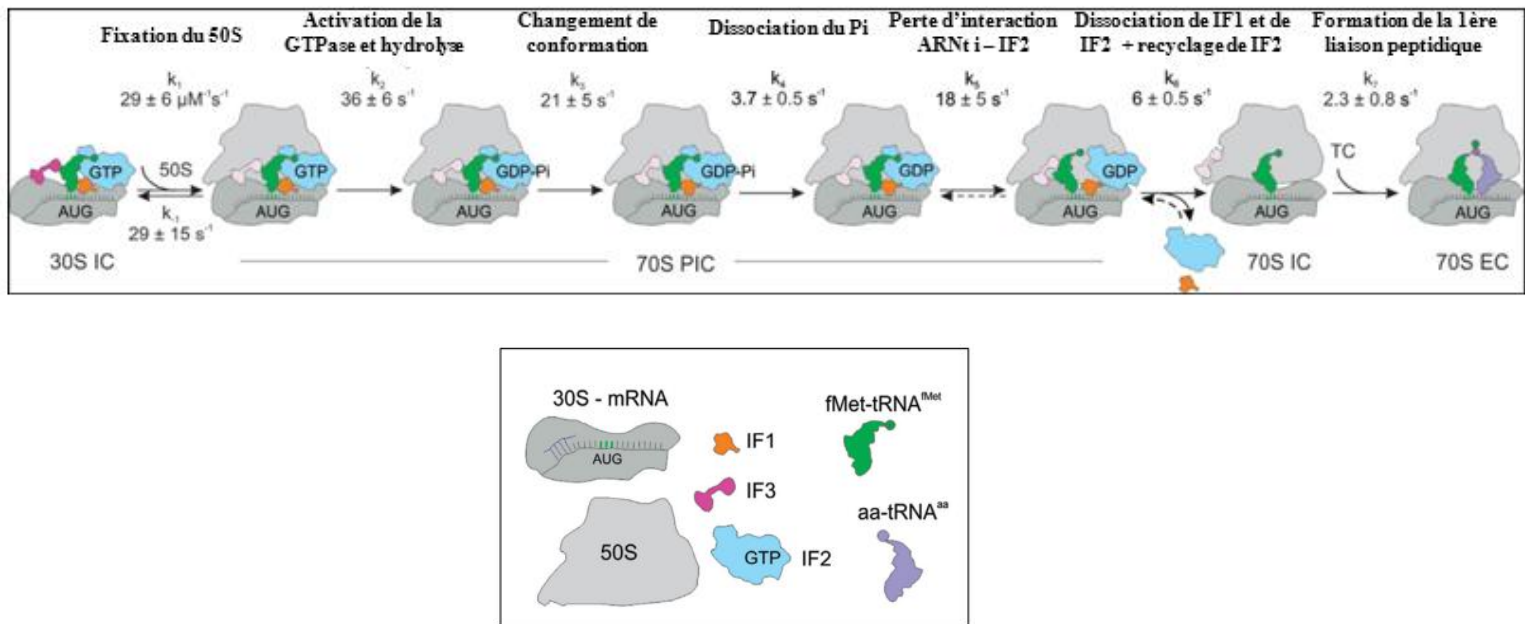 Fixation du 50S
Activation de la
GTPase et hydrolyse
Changement de
conformation
Dissociation du Pi
Perte d’interaction
ARNt i – IF2
Dissociation de IF1 et de
IF2 + recyclage de IF2
Formation de la 1ère
liaison peptidique
k₁
29 ± 6 µM⁻¹s⁻¹
k₂
36 ± 6 s⁻¹
k₃
21 ± 5 s⁻¹
k₄
3.7 ± 0.5 s⁻¹
k₅
18 ± 5 s⁻¹
k₆
6 ± 0.5 s⁻¹
k₇
2.3 ± 0.8 s⁻¹
GTP
50S
GTP
GDP-Pi
GDP-Pi
GDP
GDP
TC
AUG
AUG
AUG
AUG
AUG
AUG
AUG
AUG
k₋₁
29 ± 15 s⁻¹
30S IC
70S PIC
70S IC
70S EC
30S - mRNA
AUG
IF1
IF3
50S
GTP
IF2
fMet-tRNAᶠᴹᵉᵗ
aa-tRNAᵃᵃ